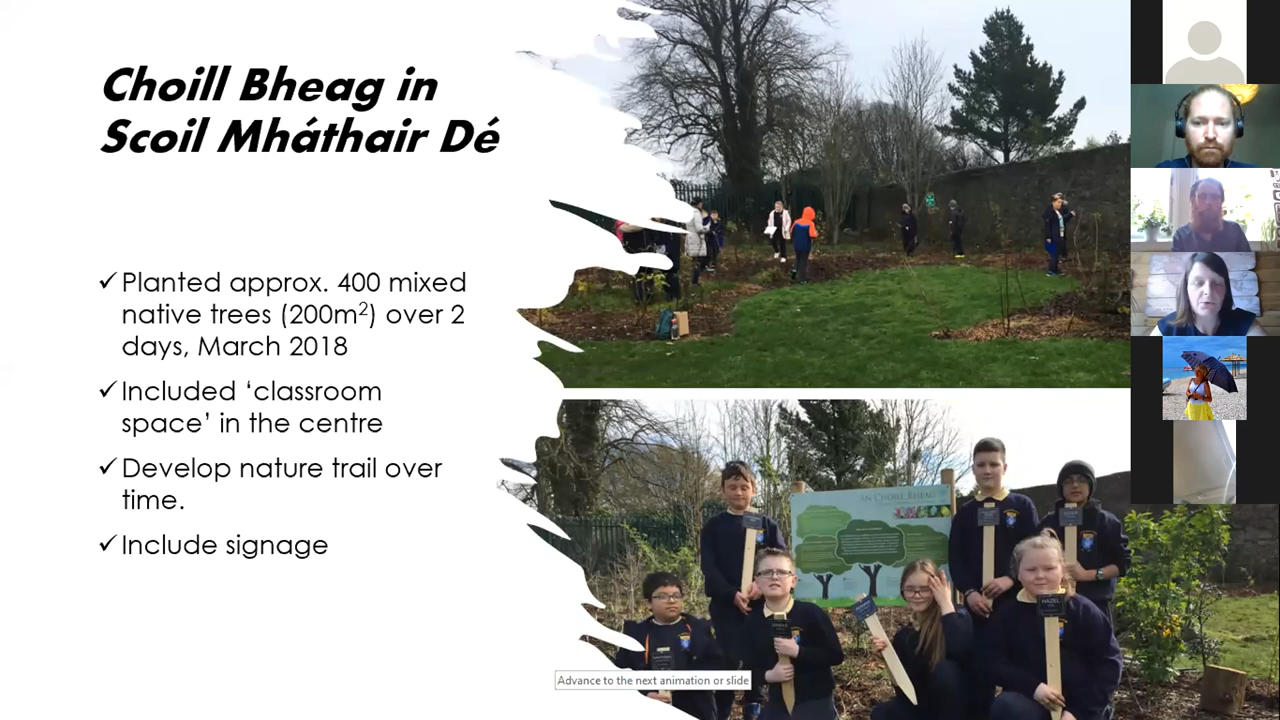 Choill Bheag in
Scoil Mháthair Dé
✓Planted approx. 400 mixed
native trees (200m²) over 2
days, March 2018
✓Included ‘classroom
space’ in the centre
✓Develop nature trail over
time.
✓Include signage
AN CHOILL BHEAG
HAZEL
Advance to the next animation or slide